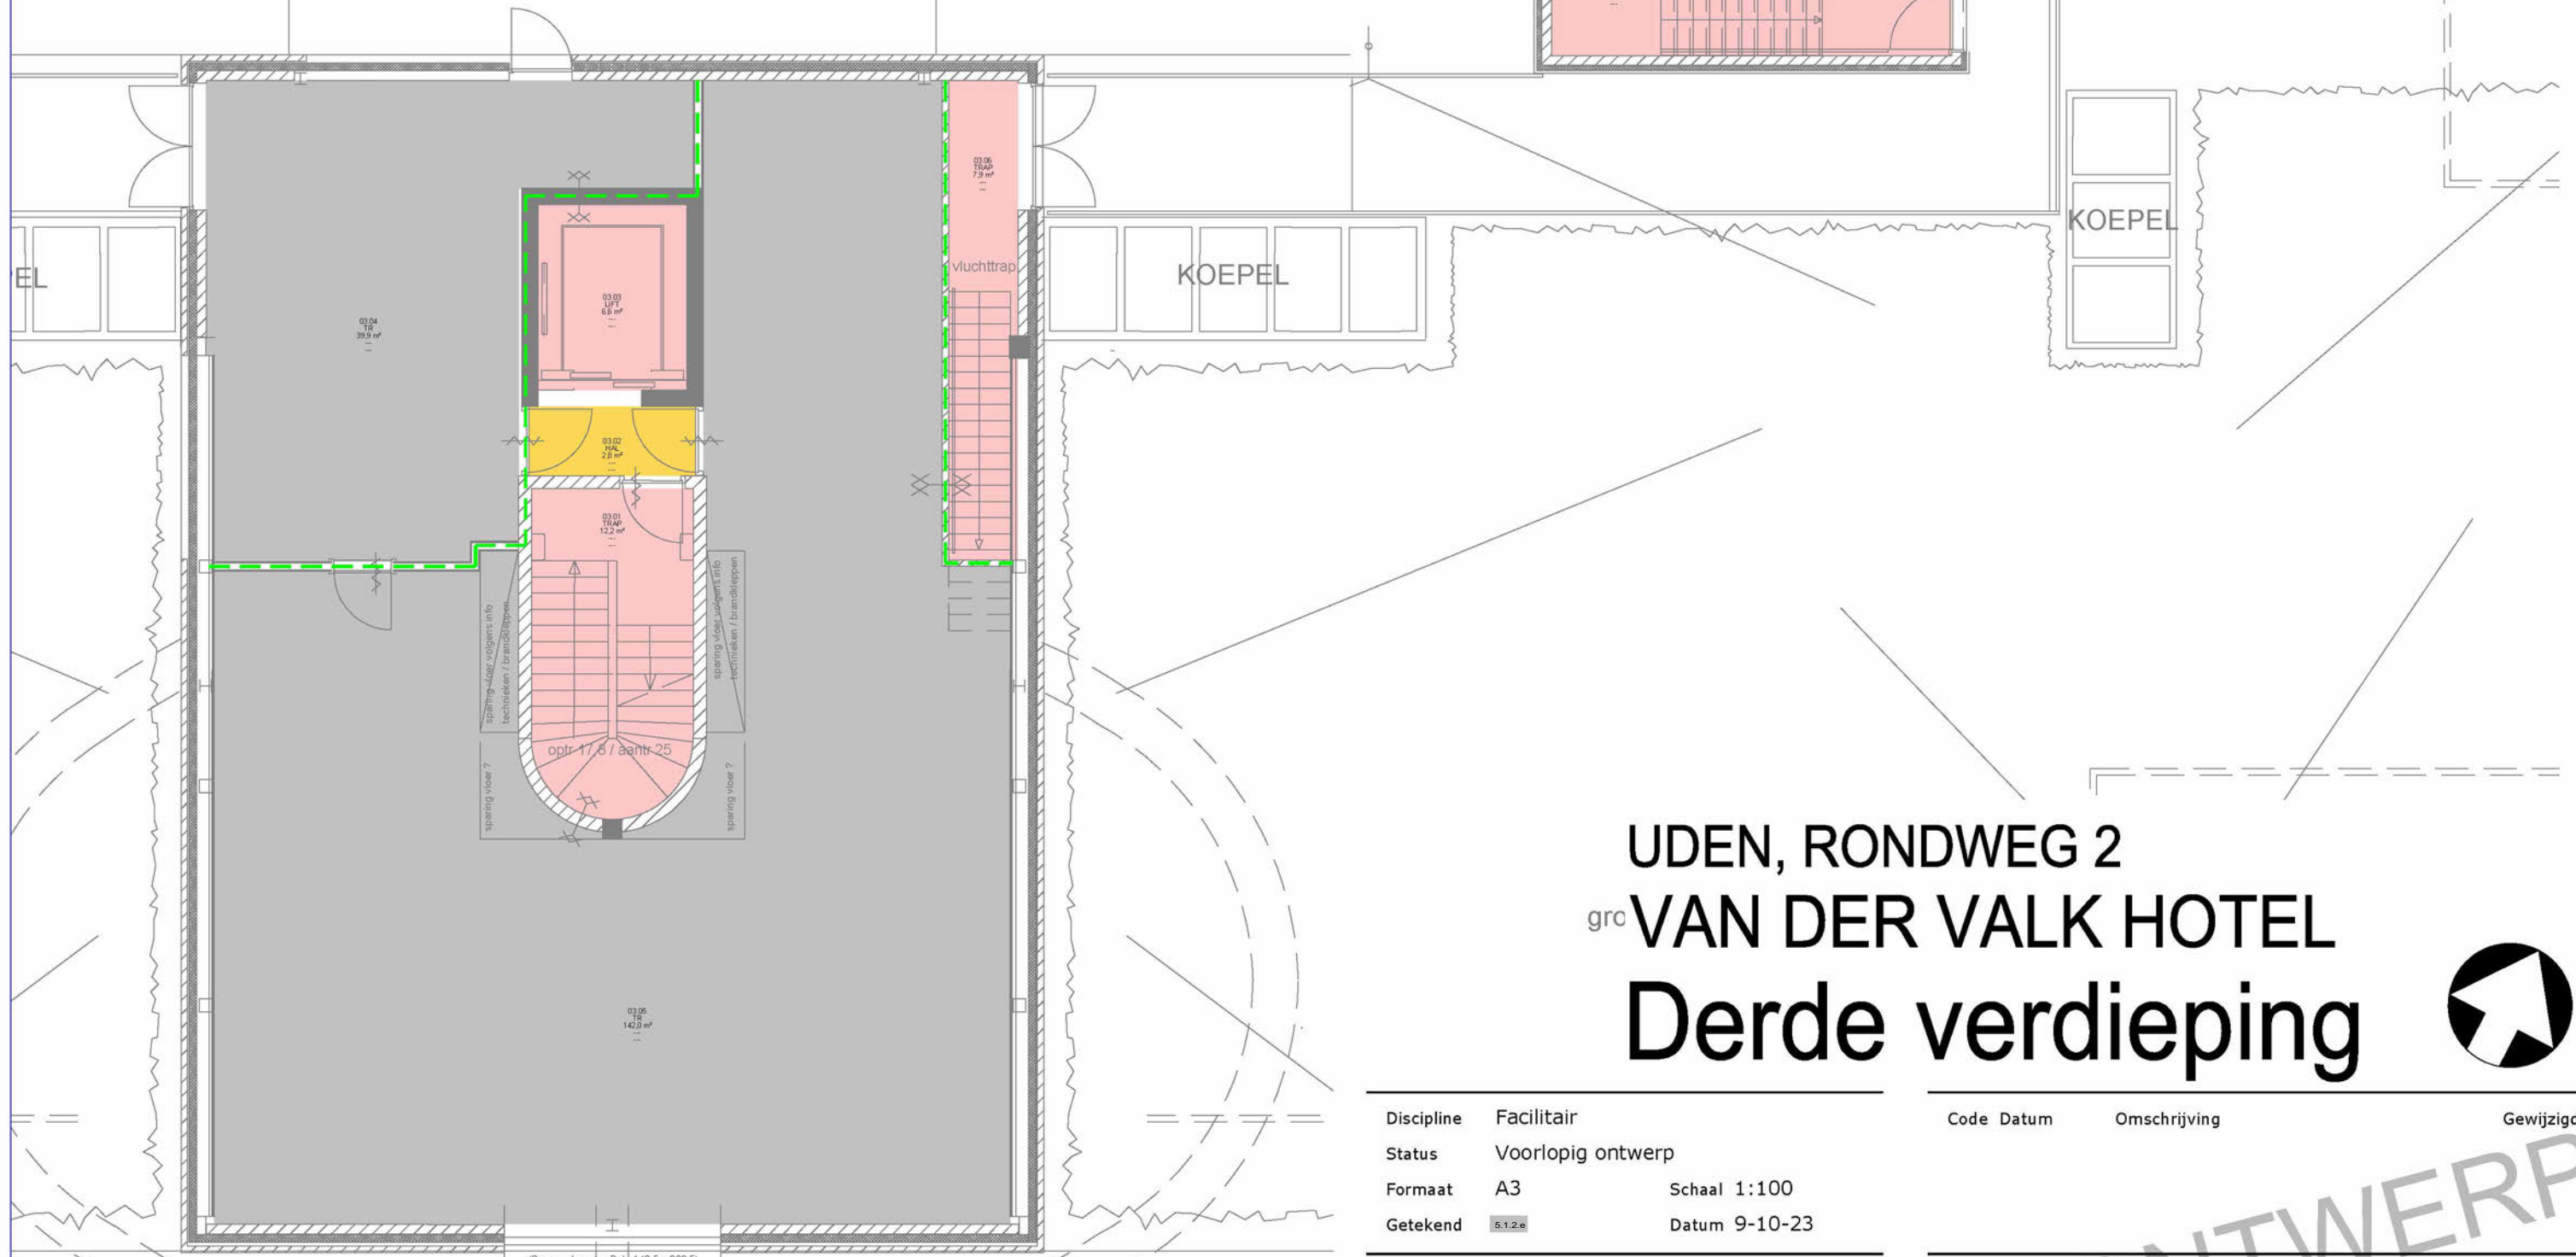 03.06
TRAP
7,9 m²
vluchttrap
KOEPEL
EL
KOEPEL
03.03
LIFT
6,6 m²
03.04
TR
39,9 m²
03.02
HAL
2,8 m²
03.01
TRAP
12,2 m²
sparing vloer volgens info
technieken / brandkleppen
sparing vloer volgens info
technieken / brandkleppen
optr 17,8 / aantr 25
sparing vloer ?
sparing vloer ?
03.05
TR
142,0 m²
UDEN, RONDWEG 2
gro
VAN DER VALK HOTEL
Derde verdieping
Discipline Facilitair
Status Voorlopig ontwerp
Formaat A3 Schaal 1:100
Getekend 5.1.2.e Datum 9-10-23
Code Datum Omschrijving Gewijzigd
NTWERP